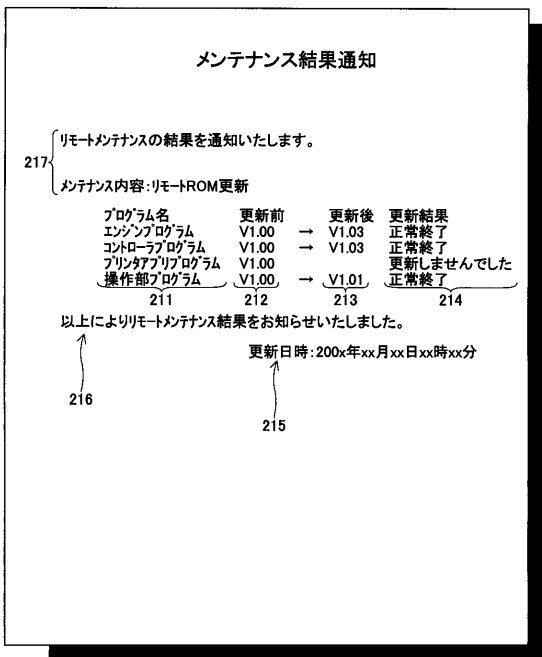 メンテナンス結果通知
リモートメンテナンスの結果を通知いたします。
217
メンテナンス内容:リモートROM更新
プログラム名 更新前 更新後 更新結果
エンジンプログラム V1.00 → V1.03 正常終了
コントローラプログラム V1.00 → V1.03 正常終了
プリンタアプリプログラム V1.00 更新しませんでした
操作部プログラム V1.00 → V1.01 正常終了
211 212 213 214
以上によりリモートメンテナンス結果をお知らせいたしました。
更新日時:200x年xx月xx日xx時xx分
216
215